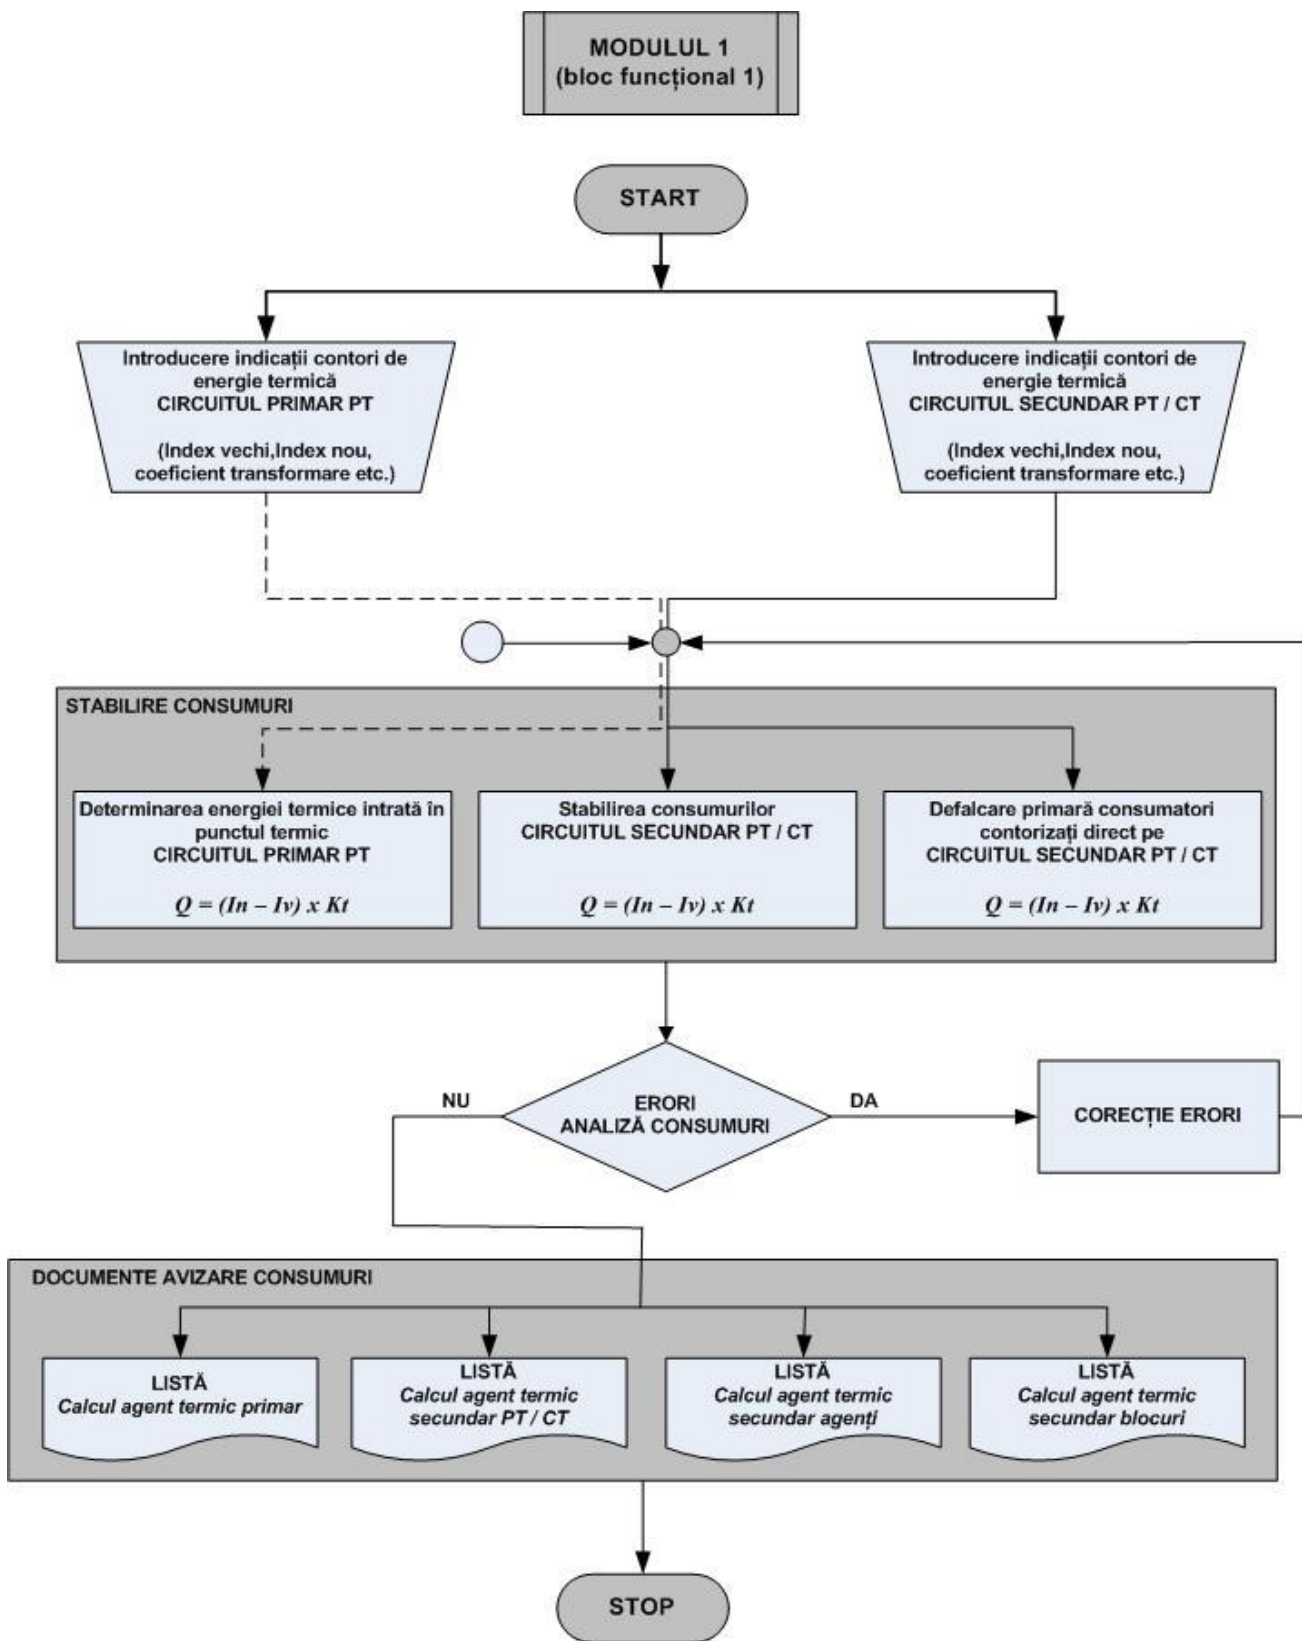 MODULUL 1
(bloc funcțional 1)
START
Introducere indicații contori de
energie termică
CIRCUITUL PRIMAR PT
(Index vechi,Index nou,
coeficient transformare etc.)
Introducere indicații contori de
energie termică
CIRCUITUL SECUNDAR PT / CT
(Index vechi,Index nou,
coeficient transformare etc.)
STABILIRE CONSUMURI
Determinarea energiei termice intrată în
punctul termic
CIRCUITUL PRIMAR PT
Q = (In – Iv) x Kt
Stabilirea consumurilor
CIRCUITUL SECUNDAR PT / CT
Q = (In – Iv) x Kt
Defalcare primară consumatori
contorizați direct pe
CIRCUITUL SECUNDAR PT / CT
Q = (In – Iv) x Kt
NU
ERORI
ANALIZĂ CONSUMURI
DA
CORECȚIE ERORI
DOCUMENTE AVIZARE CONSUMURI
LISTĂ
Calcul agent termic primar
LISTĂ
Calcul agent termic
secundar PT / CT
LISTĂ
Calcul agent termic
secundar agenți
LISTĂ
Calcul agent termic
secundar blocuri
STOP